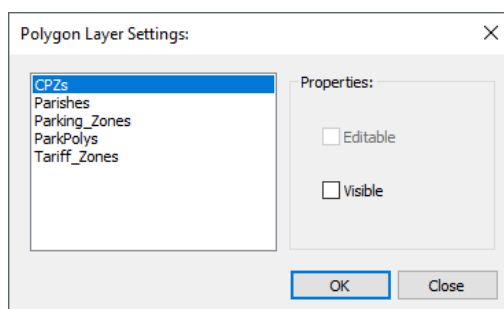 Polygon Layer Settings:
CPZs
Parishes
Parking_Zones
ParkPolys
Tariff_Zones
Properties:
Editable
Visible
OK Close